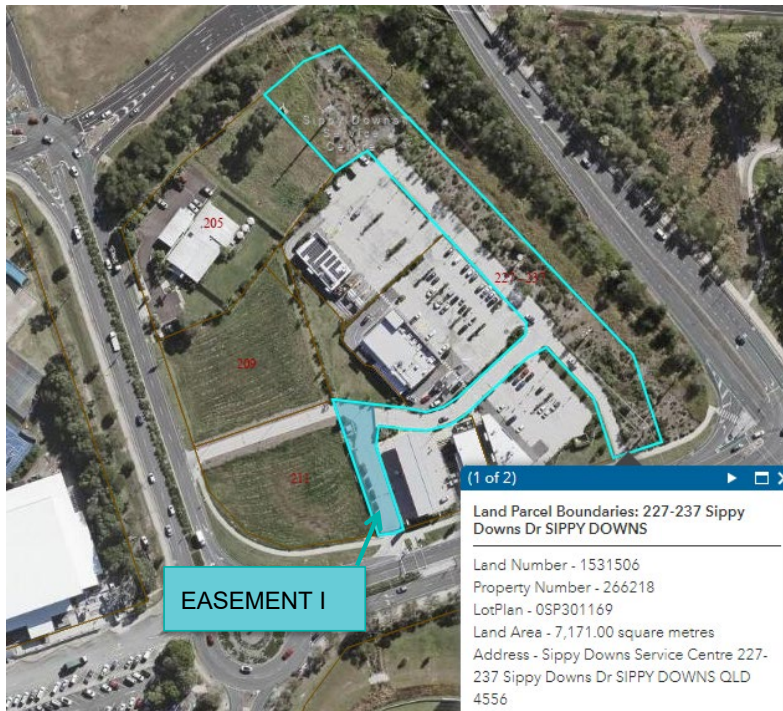 Sippy Downs
Service
Centre
.205
209
211
EASEMENT I
(1 of 2)
Land Parcel Boundaries: 227-237 Sippy
Downs Dr SIPPY DOWNS
Land Number - 1531506
Property Number - 266218
LotPlan - 0SP301169
Land Area - 7,171.00 square metres
Address - Sippy Downs Service Centre 227-
237 Sippy Downs Dr SIPPY DOWNS QLD
4556